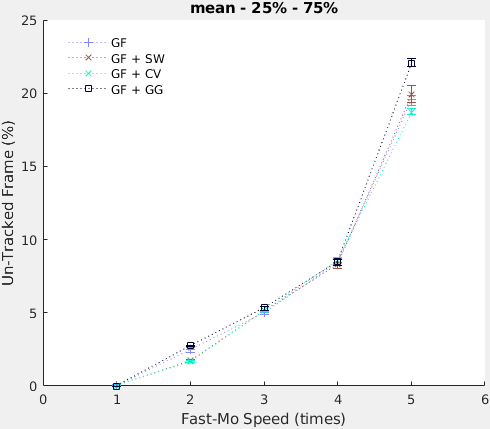 mean - 25% - 75%
25
20
15
10
5
0
Un-Tracked Frame (%)
GF
GF + SW
GF + CV
GF + GG
0 1 2 3 4 5 6
Fast-Mo Speed (times)